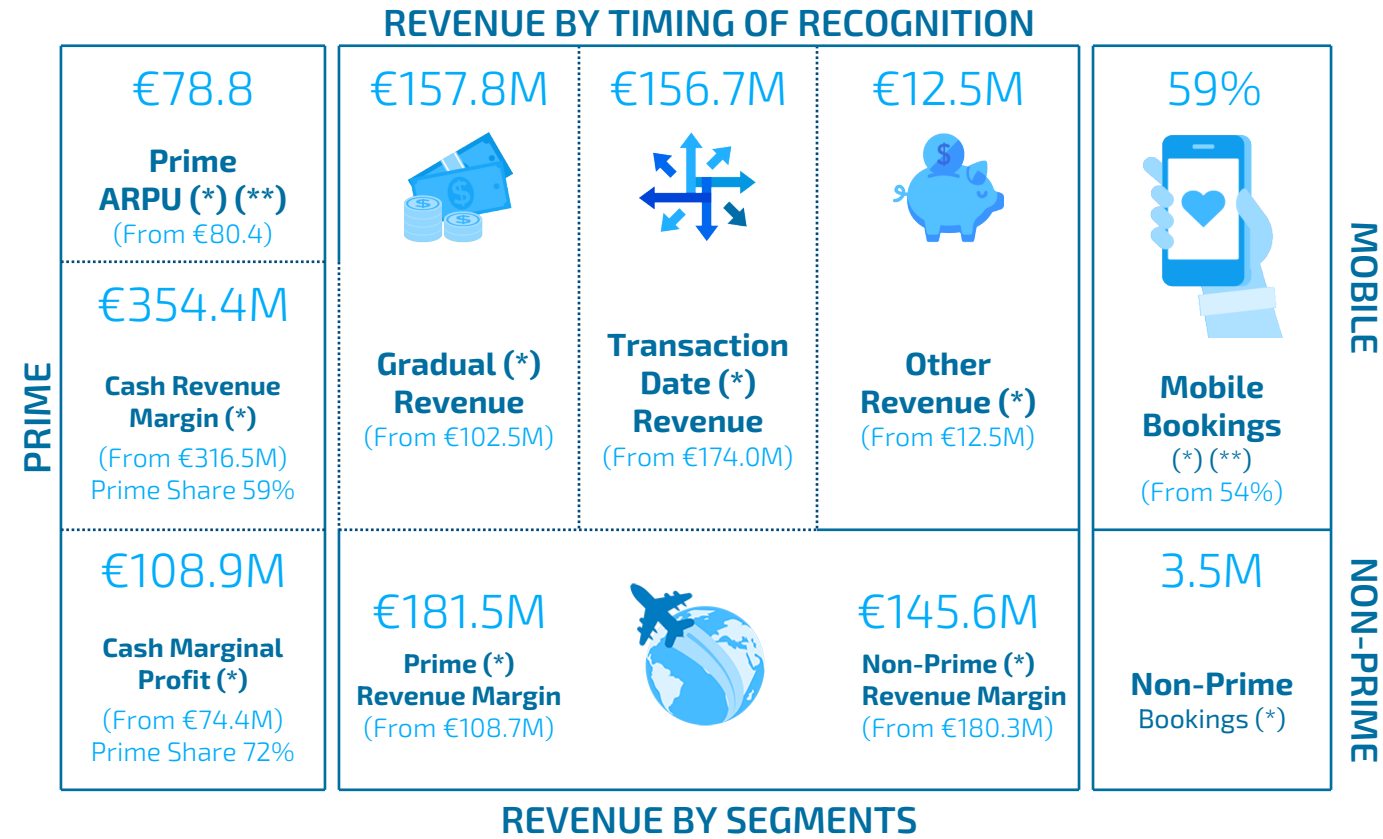 REVENUE BY TIMING OF RECOGNITION
PRIME
€78.8
Prime
ARPU (*) (**)
(From €80.4)
€354.4M
Cash Revenue
Margin (*)
(From €316.5M)
Prime Share 59%
€108.9M
Cash Marginal
Profit (*)
(From €74.4M)
Prime Share 72%
€157.8M
Gradual (*)
Revenue
(From €102.5M)
€156.7M
Transaction
Date (*)
Revenue
(From €174.0M)
€12.5M
$
Other
Revenue (*)
(From €12.5M)
€181.5M
Prime (*)
Revenue Margin
(From €108.7M)
€145.6M
Non-Prime (*)
Revenue Margin
(From €180.3M)
REVENUE BY SEGMENTS
59%
Mobile
Bookings
(*) (**)
(From 54%)
MOBILE
3.5M
Non-Prime
Bookings (*)
NON-PRIME